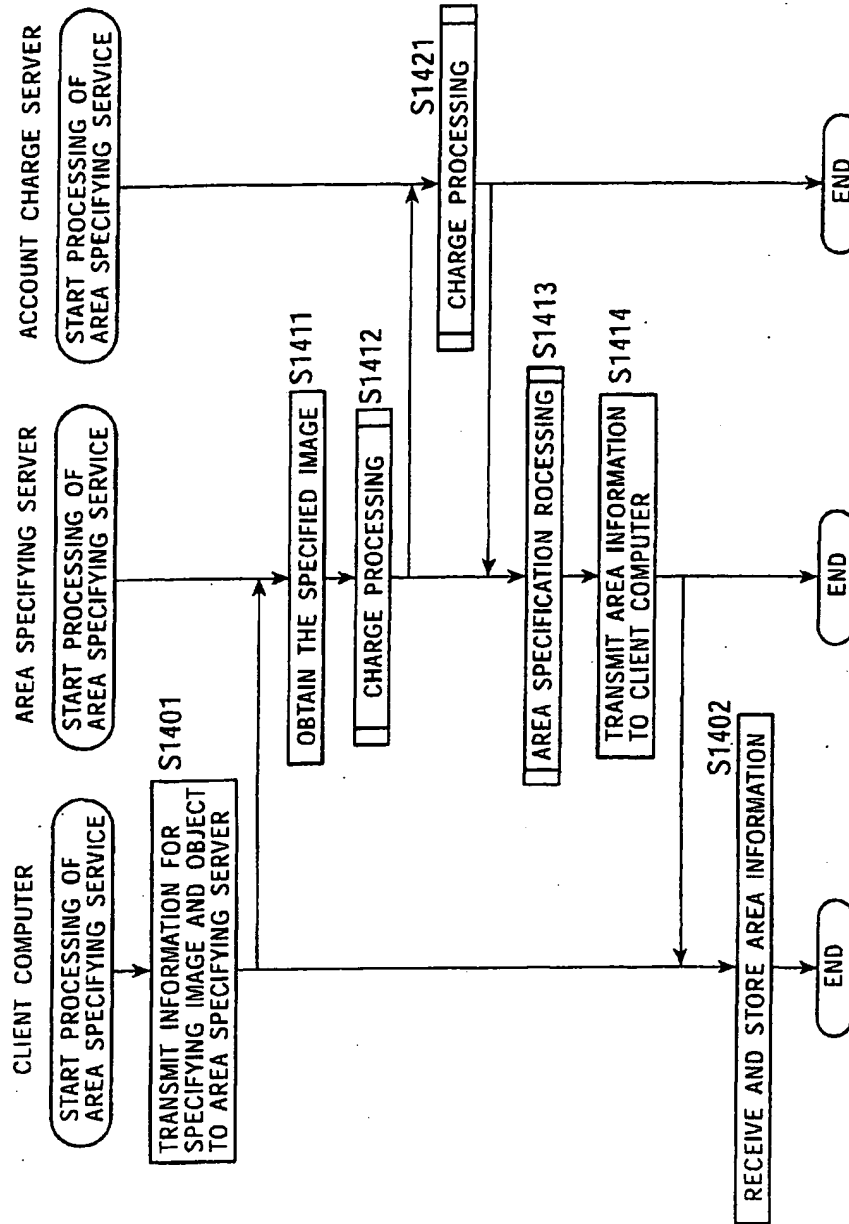 CLIENT COMPUTER
START PROCESSING OF
AREA SPECIFYING SERVICE
S1401
TRANSMIT INFORMATION FOR
SPECIFYING IMAGE AND OBJECT
TO AREA SPECIFYING SERVER
S1402
RECEIVE AND STORE AREA INFORMATION
END
AREA SPECIFYING SERVER
START PROCESSING OF
AREA SPECIFYING SERVICE
S1411
OBTAIN THE SPECIFIED IMAGE
S1412
CHARGE PROCESSING
S1413
AREA SPECIFICATION ROCESSING
S1414
TRANSMIT AREA INFORMATION
TO CLIENT COMPUTER
END
ACCOUNT CHARGE SERVER
START PROCESSING OF
AREA SPECIFYING SERVICE
S1421
CHARGE PROCESSING
END